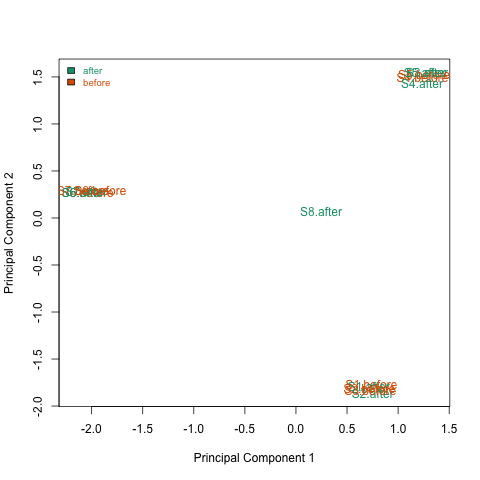 after
before
S4.after
S8.after
S1.before
S2.after
-2.0 -1.5 -1.0 -0.5 0.0 0.5 1.0 1.5
-2.0 -1.5 -1.0 -0.5 0.0 0.5 1.0 1.5
Principal Component 1
Principal Component 2